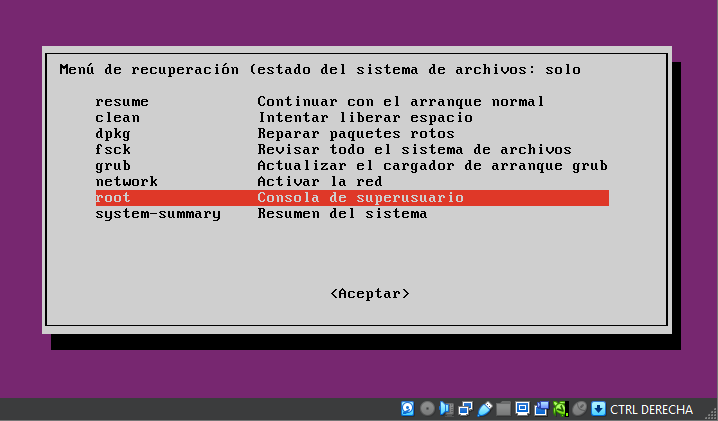 Menú de recuperación (estado del sistema de archivos: solo
resume Continuar con el arranque normal
clean Intentar liberar espacio
dpkg Reparar paquetes rotos
fsck Revisar todo el sistema de archivos
grub Actualizar el cargador de arranque grub
network Activar la red
root Consola de superusuario
system-summary Resumen del sistema
<Aceptar>
CTRL DERECHA